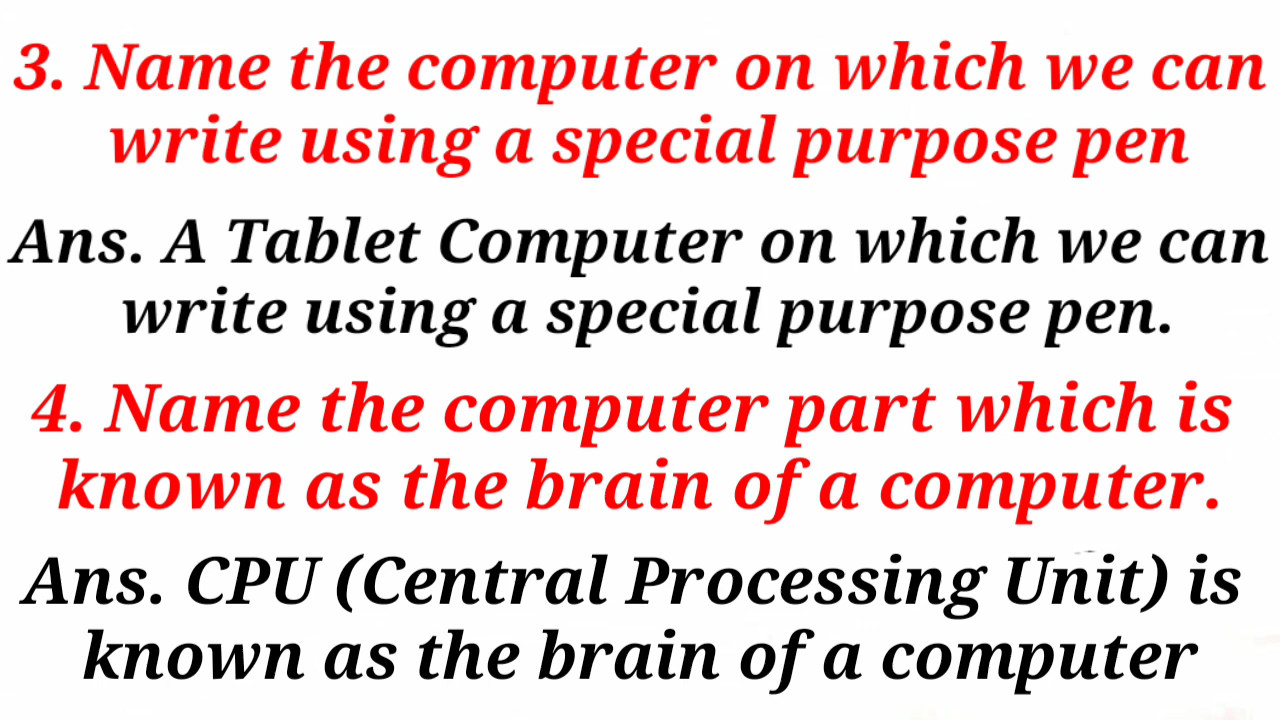 3. Name the computer on which we can
write using a special purpose pen
Ans. A Tablet Computer on which we can
write using a special purpose pen.
4. Name the computer part which is
known as the brain of a computer.
Ans. CPU (Central Processing Unit) is
known as the brain of a computer